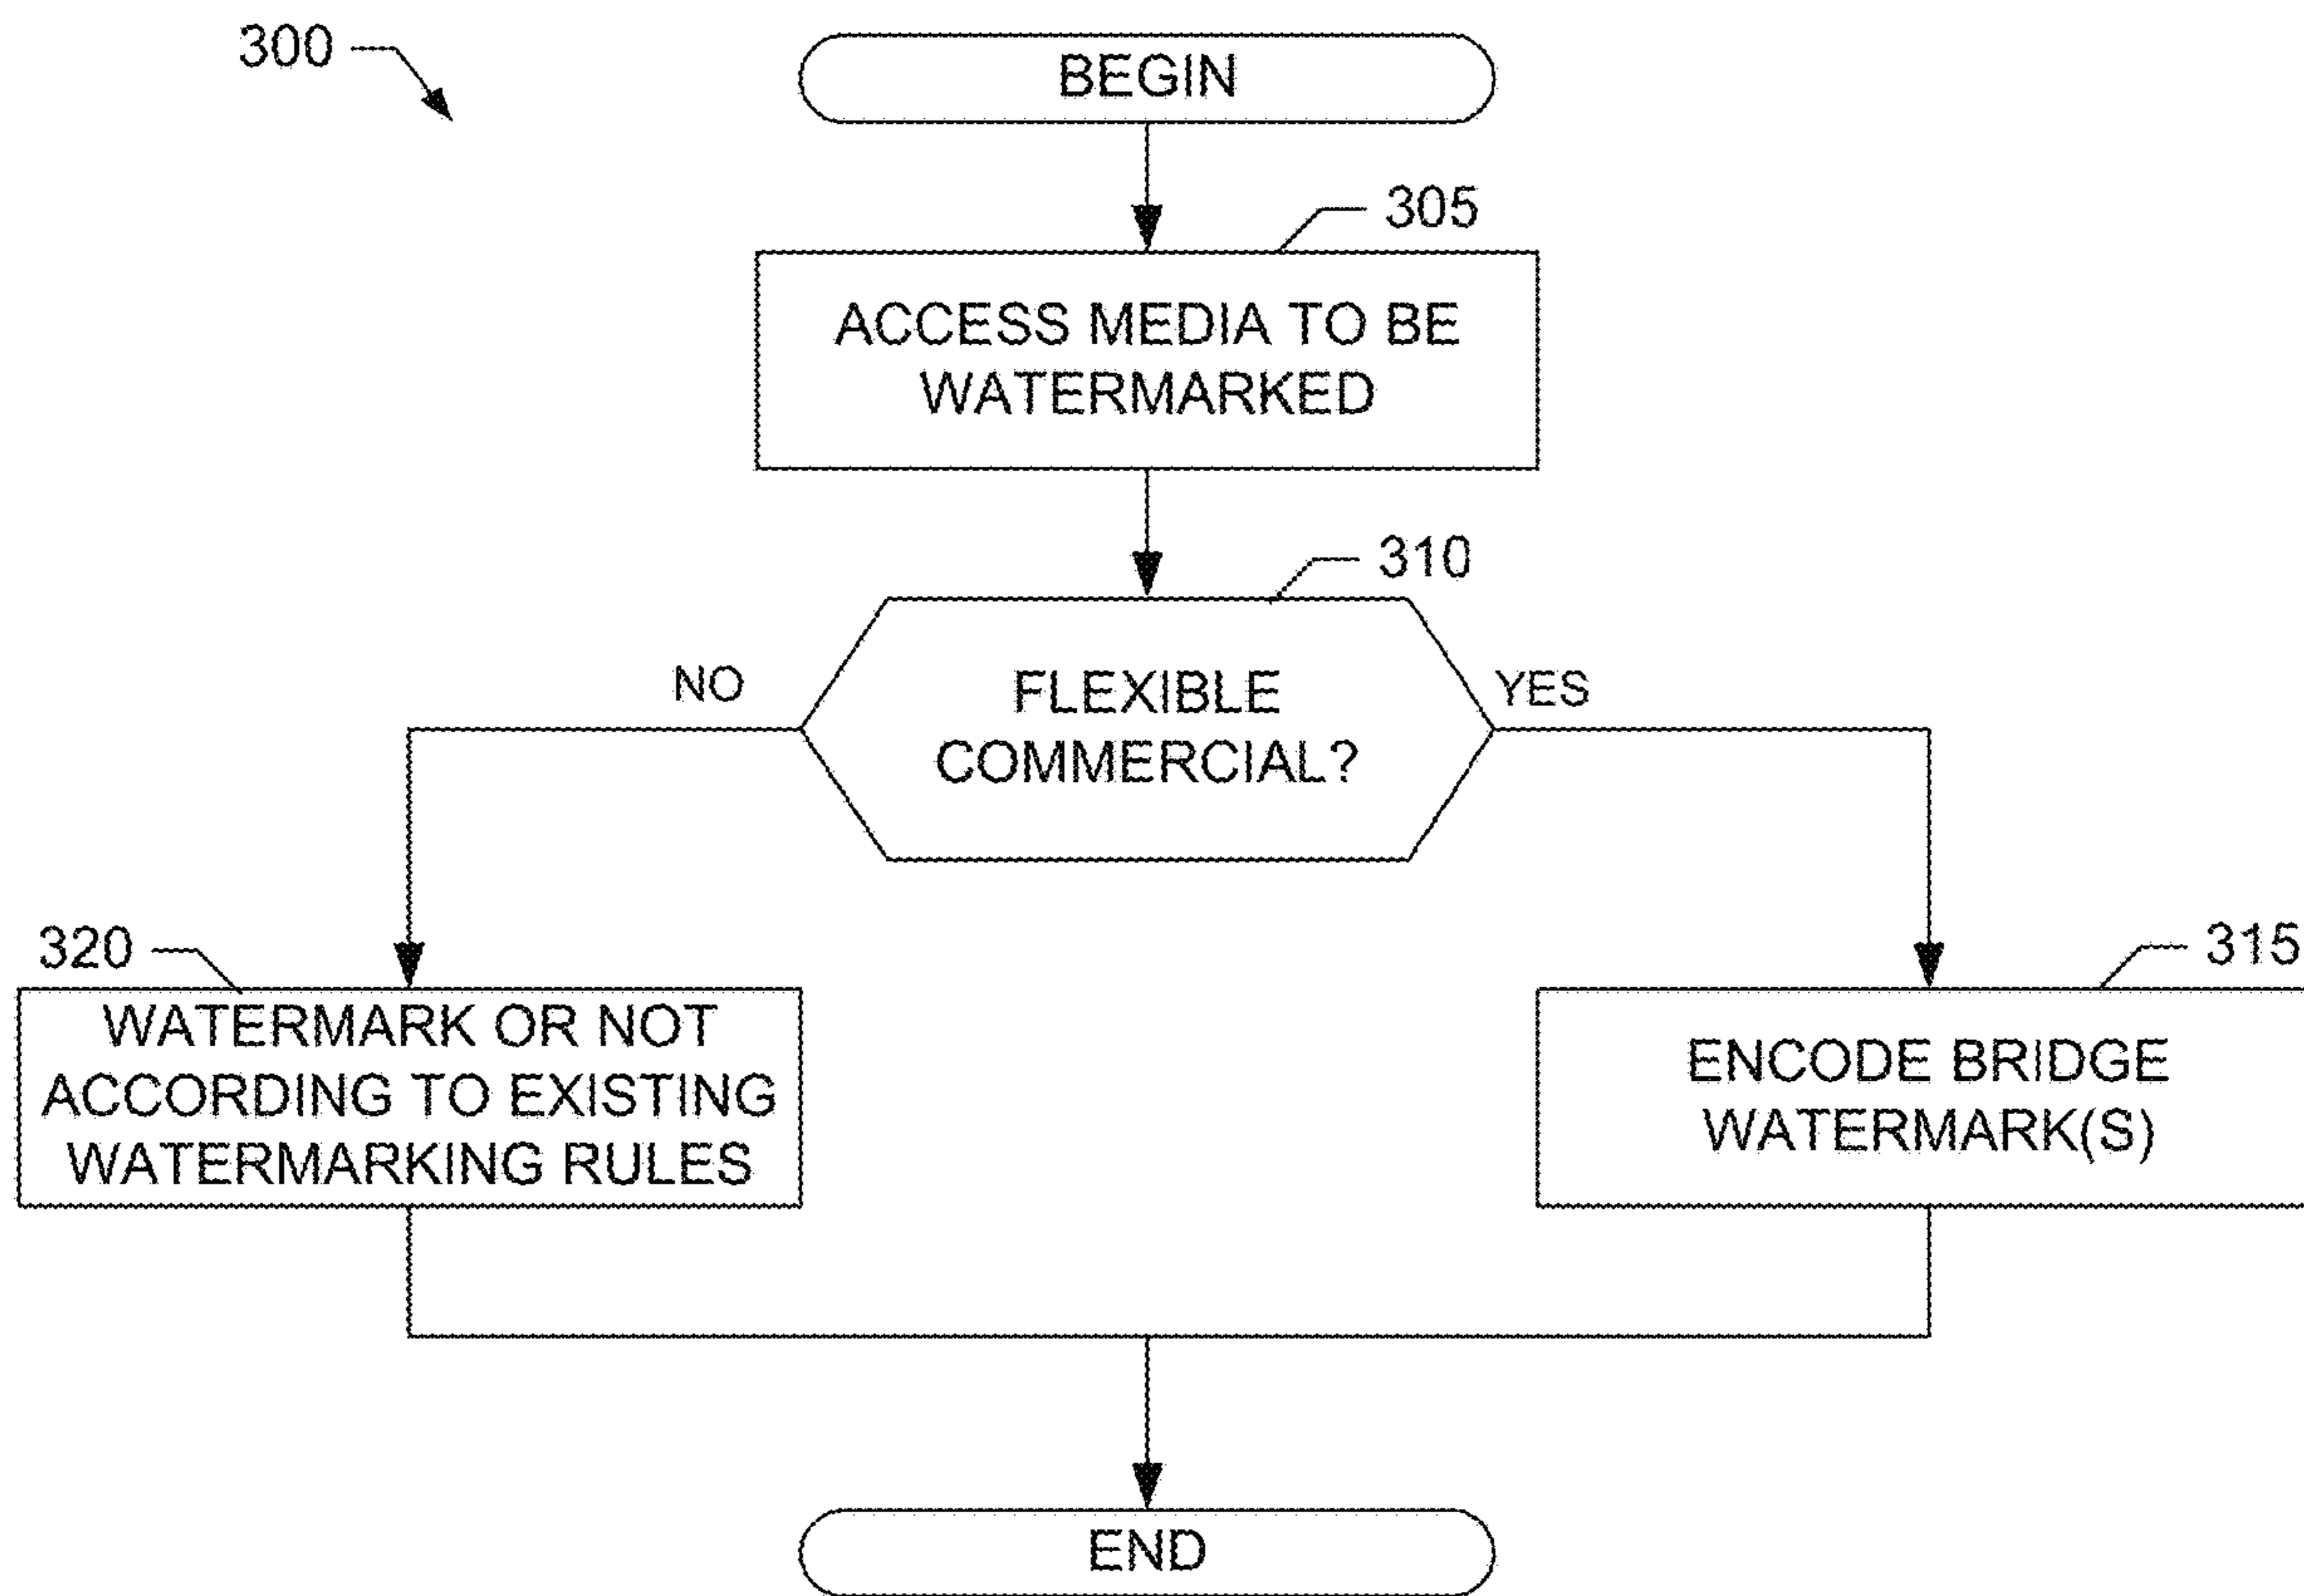 300
BEGIN
305
ACCESS MEDIA TO BE
WATERMARKED
310
NO
FLEXIBLE
COMMERCIAL?
YES
320
WATERMARK OR NOT
ACCORDING TO EXISTING
WATERMARKING RULES
315
ENCODE BRIDGE
WATERMARK(S)
END